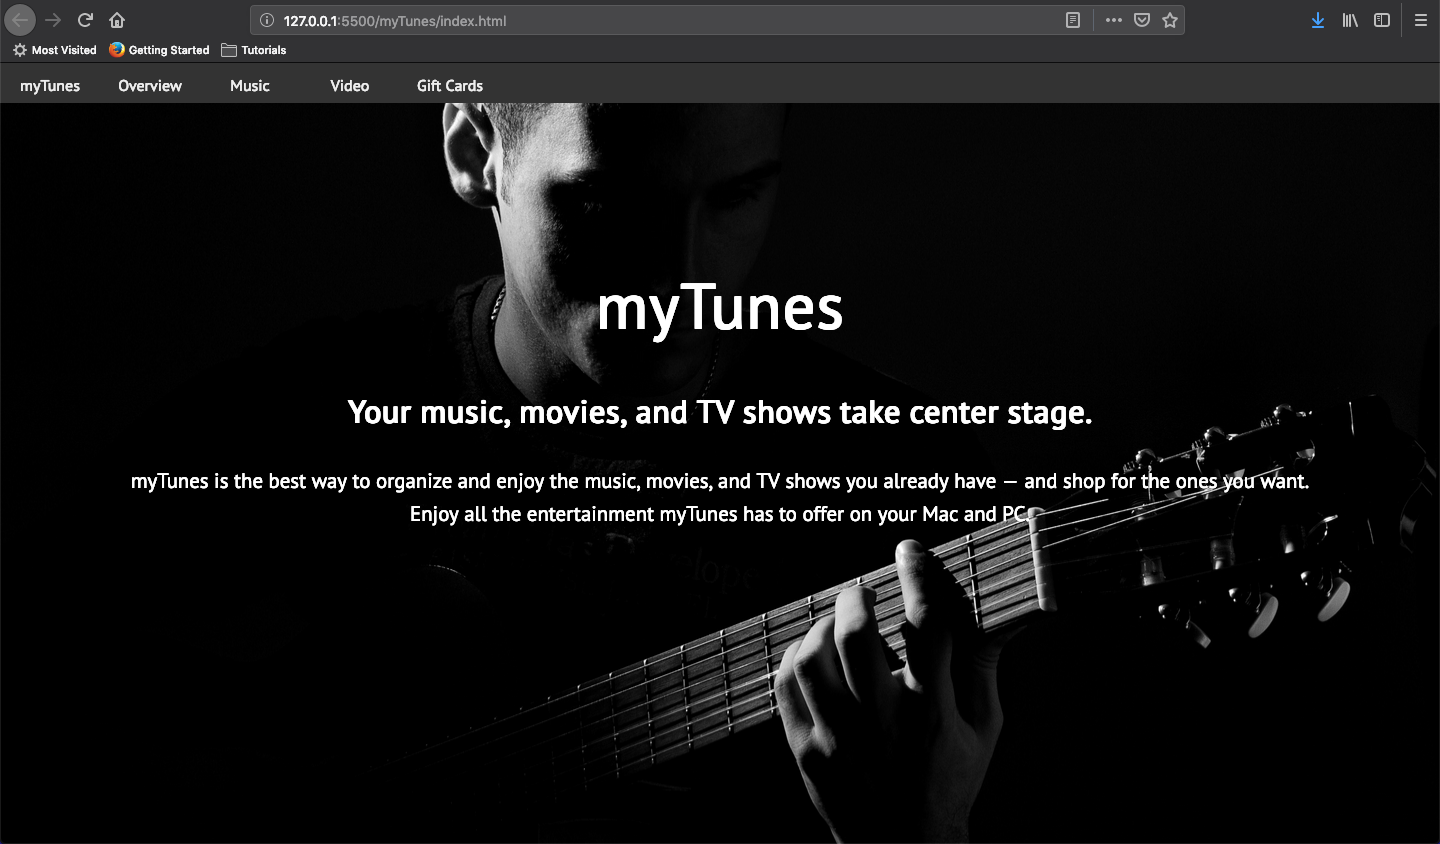 127.0.0.1:5500/myTunes/index.html
Most Visited Getting Started Tutorials
myTunes Overview Music Video Gift Cards
myTunes
Your music, movies, and TV shows take center stage.
myTunes is the best way to organize and enjoy the music, movies, and TV shows you already have — and shop for the ones you want.
Enjoy all the entertainment myTunes has to offer on your Mac and PC.